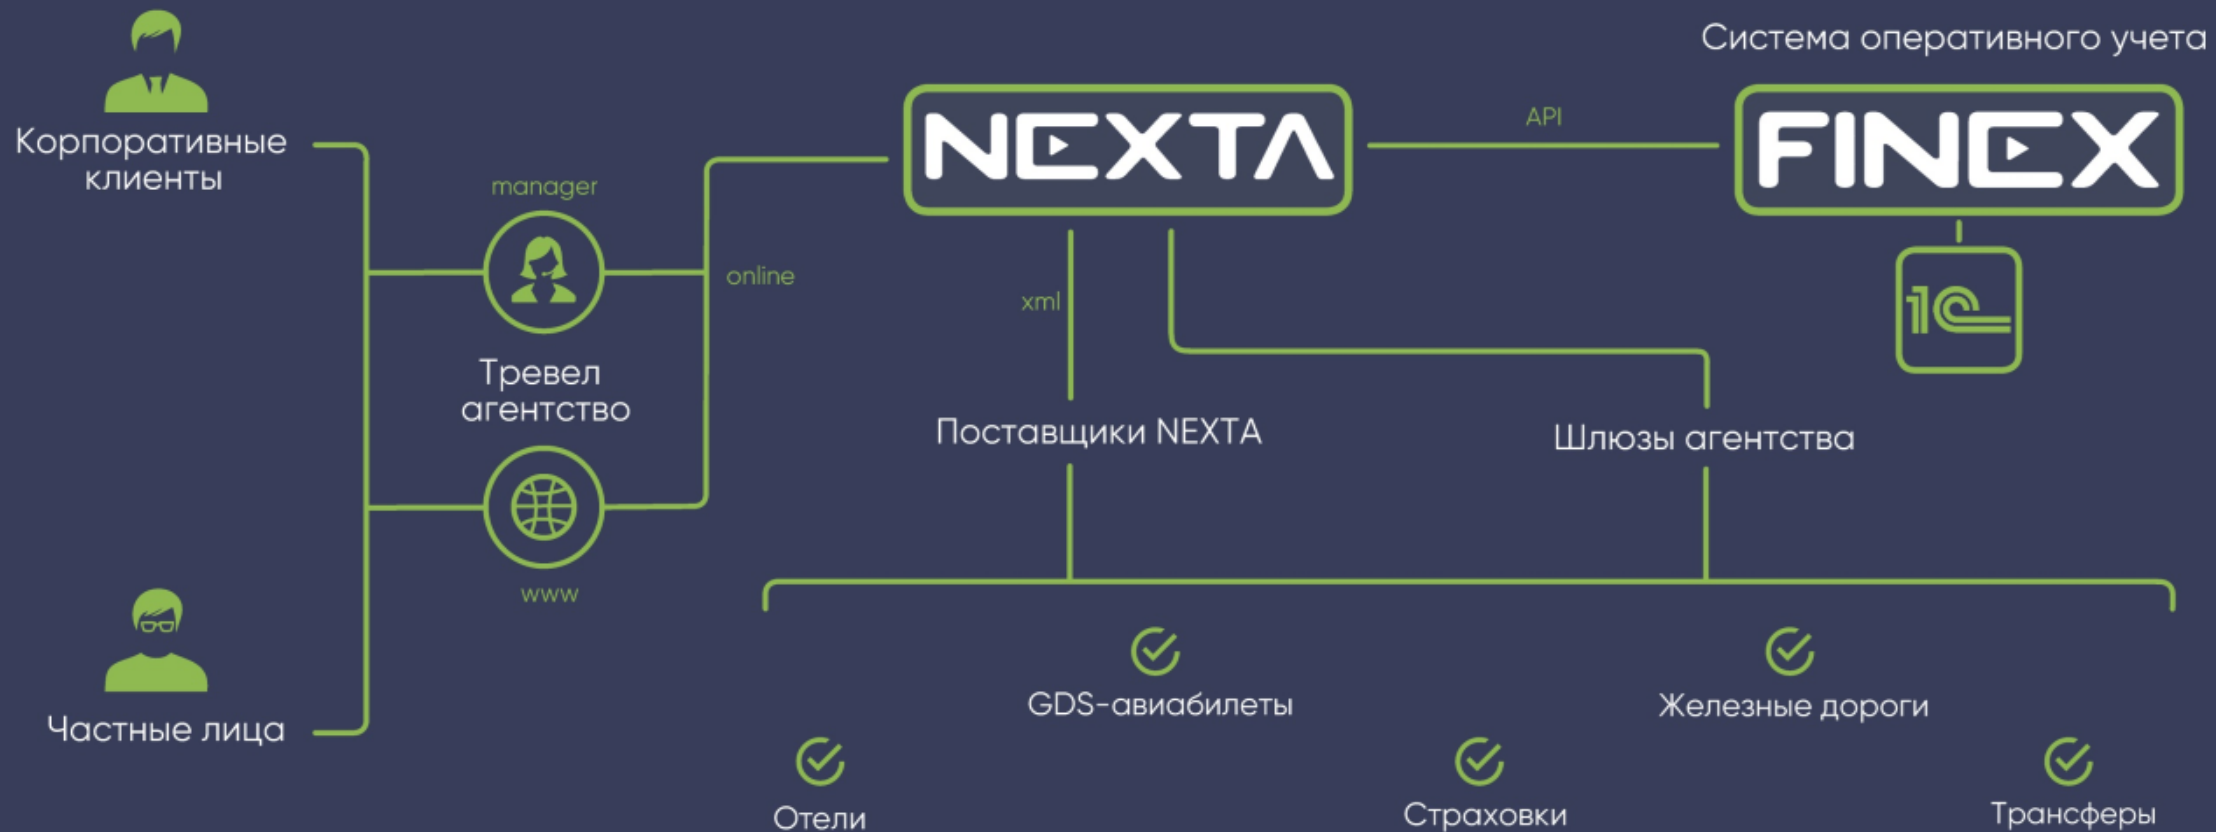 Система оперативного учета
Корпоративные
клиенты
manager
NEXTA
API
FINEX
online
xml
1С
Тревел
агентство
Поставщики NEXTA
Шлюзы агентства
www
Частные лица
GDS-авиабилеты
Железные дороги
Отели
Страховки
Трансферы